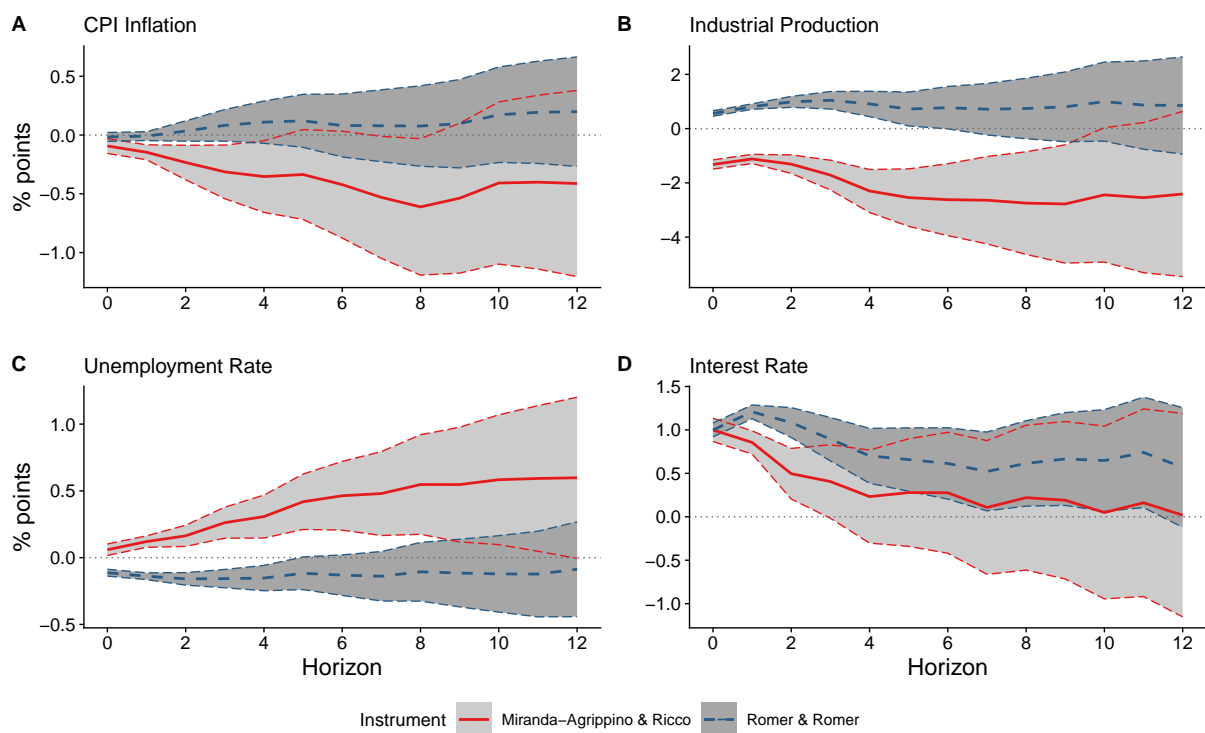 A CPI Inflation
B Industrial Production
% points
0.5
0.0
−0.5
−1.0
0 2 4 6 8 10 12
2
0
−2
−4
0 2 4 6 8 10 12
C Unemployment Rate
D Interest Rate
% points
1.0
0.5
0.0
−0.5
0 2 4 6 8 10 12
Horizon
1.5
1.0
0.5
0.0
−0.5
−1.0
0 2 4 6 8 10 12
Horizon
Instrument Miranda−Agrippino & Ricco Romer & Romer